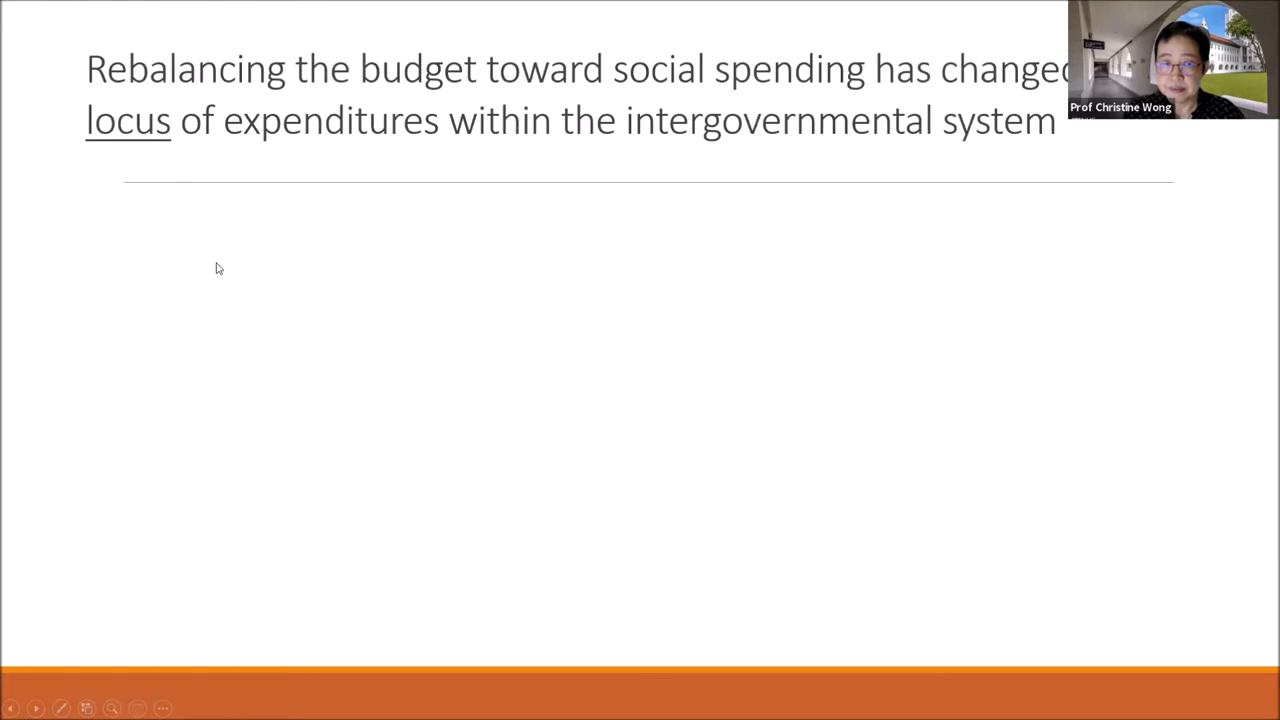 Rebalancing the budget toward social spending has changed
locus of expenditures within the intergovernmental system
Prof Christine Wong